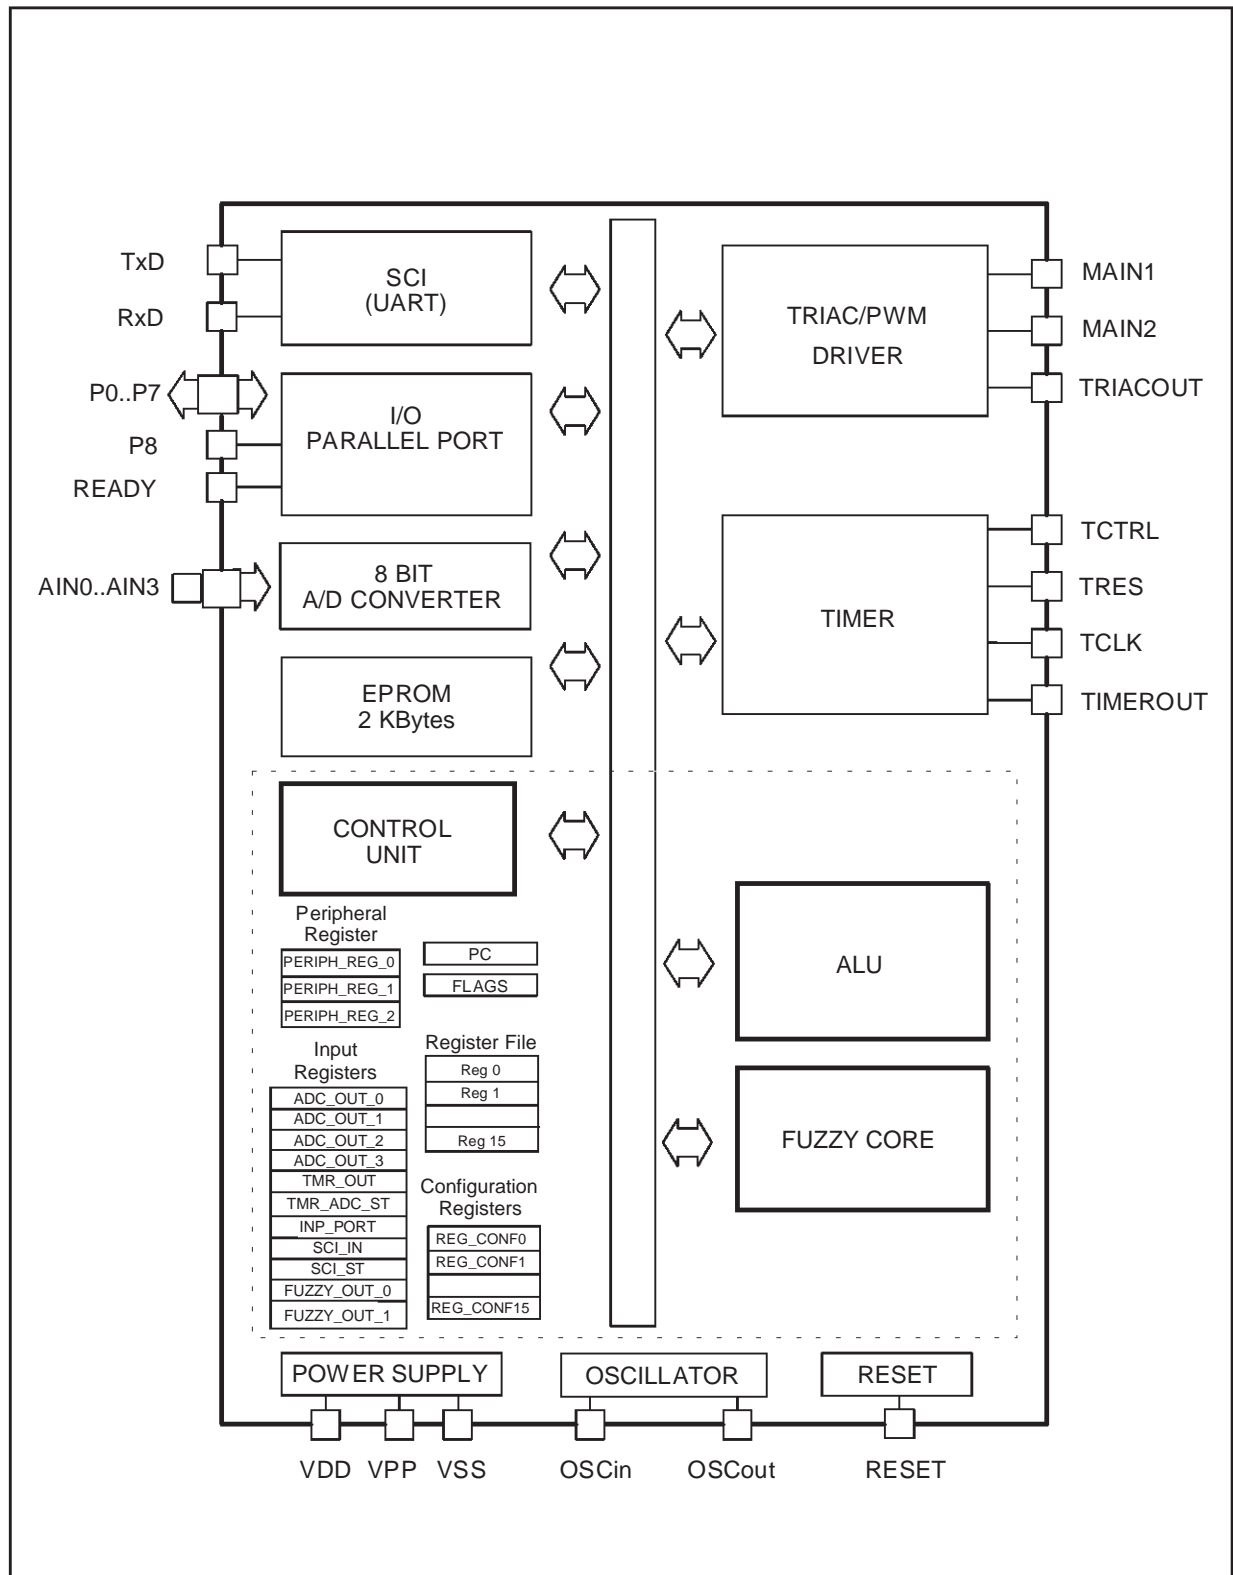 TxD
RxD
P0..P7
P8
READY
AIN0..AIN3
SCI
(UART)
I/O
PARALLEL PORT
8 BIT
A/D CONVERTER
EPROM
2 KBytes
TRIAC/PWM
DRIVER
MAIN1
MAIN2
TRIACOUT
TIMER
TCTRL
TRES
TCLK
TIMEROUT
CONTROL
UNIT
Peripheral
Register
PERIPH_REG_0
PERIPH_REG_1
PERIPH_REG_2
PC
FLAGS
Input
Registers
ADC_OUT_0
ADC_OUT_1
ADC_OUT_2
ADC_OUT_3
TMR_OUT
TMR_ADC_ST
INP_PORT
SCI_IN
SCI_ST
FUZZY_OUT_0
FUZZY_OUT_1
Register File
Reg 0
Reg 1
Reg 15
Configuration
Registers
REG_CONF0
REG_CONF1
REG_CONF15
ALU
FUZZY CORE
POWER SUPPLY
OSCILLATOR
RESET
VDD
VPP
VSS
OSCin
OSCout
RESET